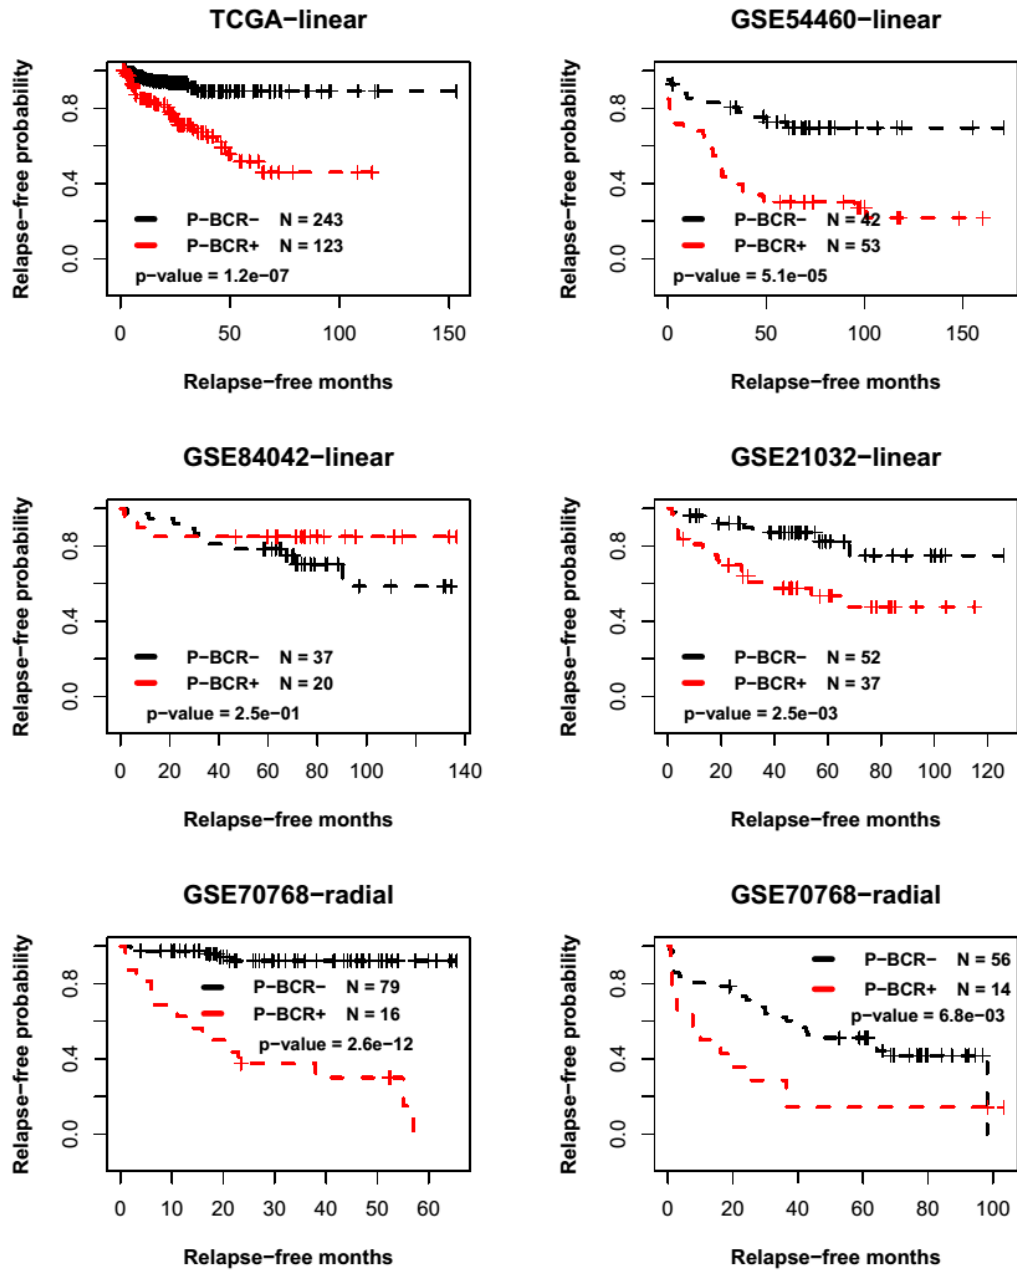 TCGA−linear
Relapse−free probability
0.0 0.4 0.8
P−BCR− N = 243
P−BCR+ N = 123
p−value = 1.2e−07
0 50 100 150
Relapse−free months
GSE54460−linear
Relapse−free probability
0.0 0.4 0.8
P−BCR− N = 42
P−BCR+ N = 53
p−value = 5.1e−05
0 50 100 150
Relapse−free months
GSE84042−linear
Relapse−free probability
0.0 0.4 0.8
P−BCR− N = 37
P−BCR+ N = 20
p−value = 2.5e−01
0 20 40 60 80 100 140
Relapse−free months
GSE21032−linear
Relapse−free probability
0.0 0.4 0.8
P−BCR− N = 52
P−BCR+ N = 37
p−value = 2.5e−03
0 20 40 60 80 100 120
Relapse−free months
GSE70768−radial
Relapse−free probability
0.0 0.4 0.8
P−BCR− N = 79
P−BCR+ N = 16
p−value = 2.6e−12
0 10 20 30 40 50 60
Relapse−free months
GSE70768−radial
Relapse−free probability
0.0 0.4 0.8
P−BCR− N = 56
P−BCR+ N = 14
p−value = 6.8e−03
0 20 40 60 80 100
Relapse−free months